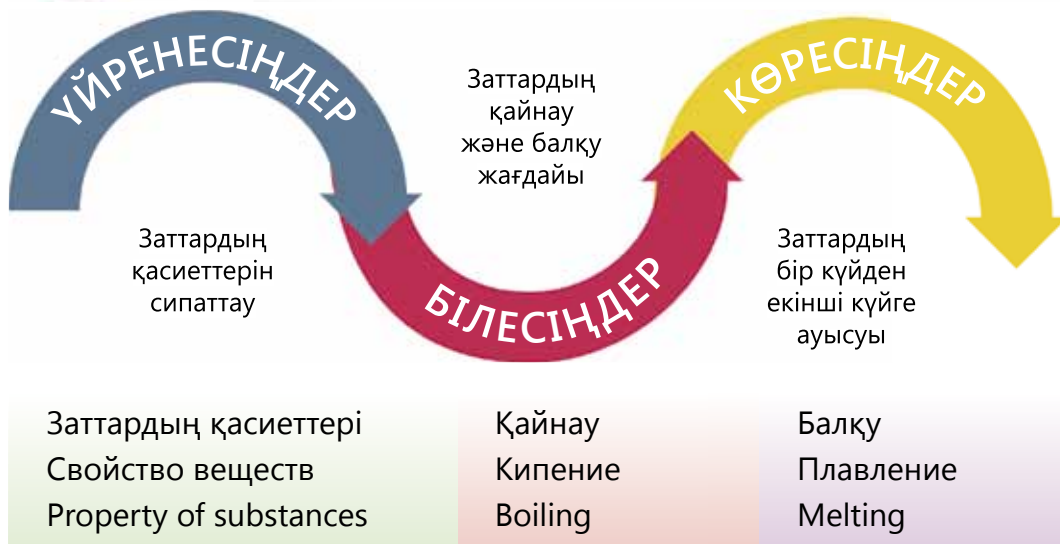 ҮЙРЕНЕСІҢДЕР
Заттардың
қасиеттерін
сипаттау
Заттардың
қайнау
және балқу
жағдайы
БІЛЕСІҢДЕР
КӨРЕСІҢДЕР
Заттардың
бір күйден
екінші күйге
ауысуы
Заттардың қасиеттері
Свойство веществ
Property of substances
Қайнау
Кипение
Boiling
Балқу
Плавление
Melting